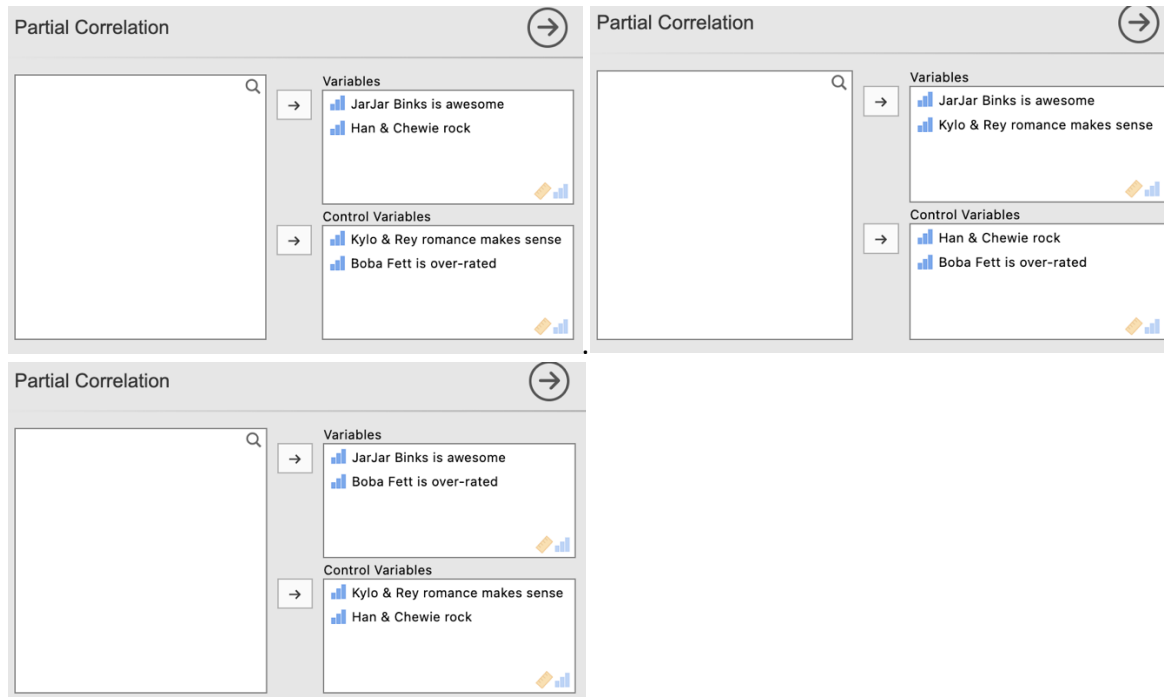 Partial Correlation
Variables
JarJar Binks is awesome
Han & Chewie rock
Control Variables
Kylo & Rey romance makes sense
Boba Fett is over-rated
.
Partial Correlation
Variables
JarJar Binks is awesome
Kylo & Rey romance makes sense
Control Variables
Han & Chewie rock
Boba Fett is over-rated
Partial Correlation
Variables
JarJar Binks is awesome
Boba Fett is over-rated
Control Variables
Kylo & Rey romance makes sense
Han & Chewie rock